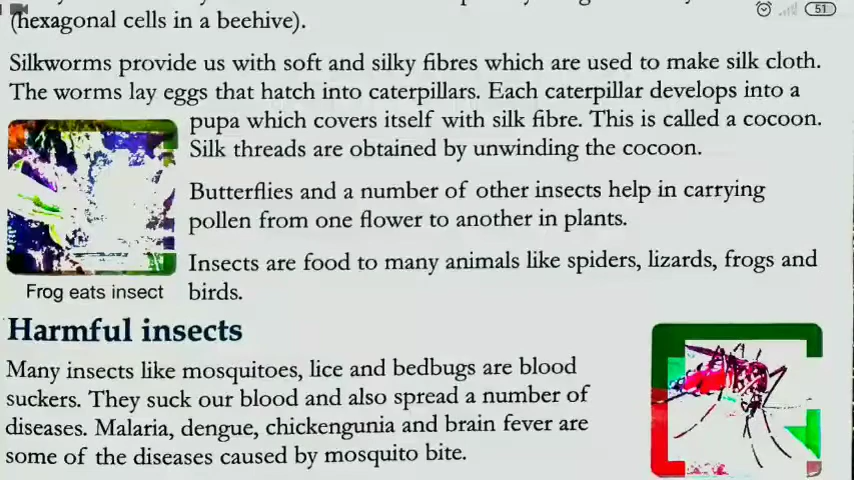 (hexagonal cells in a beehive).
51
Silkworms provide us with soft and silky fibres which are used to make silk cloth.
The worms lay eggs that hatch into caterpillars. Each caterpillar develops into a
pupa which covers itself with silk fibre. This is called a cocoon.
Silk threads are obtained by unwinding the cocoon.
Butterflies and a number of other insects help in carrying
pollen from one flower to another in plants.
Insects are food to many animals like spiders, lizards, frogs and
birds.
Frog eats insect
Harmful insects
Many insects like mosquitoes, lice and bedbugs are blood
suckers. They suck our blood and also spread a number of
diseases. Malaria, dengue, chickengunia and brain fever are
some of the diseases caused by mosquito bite.